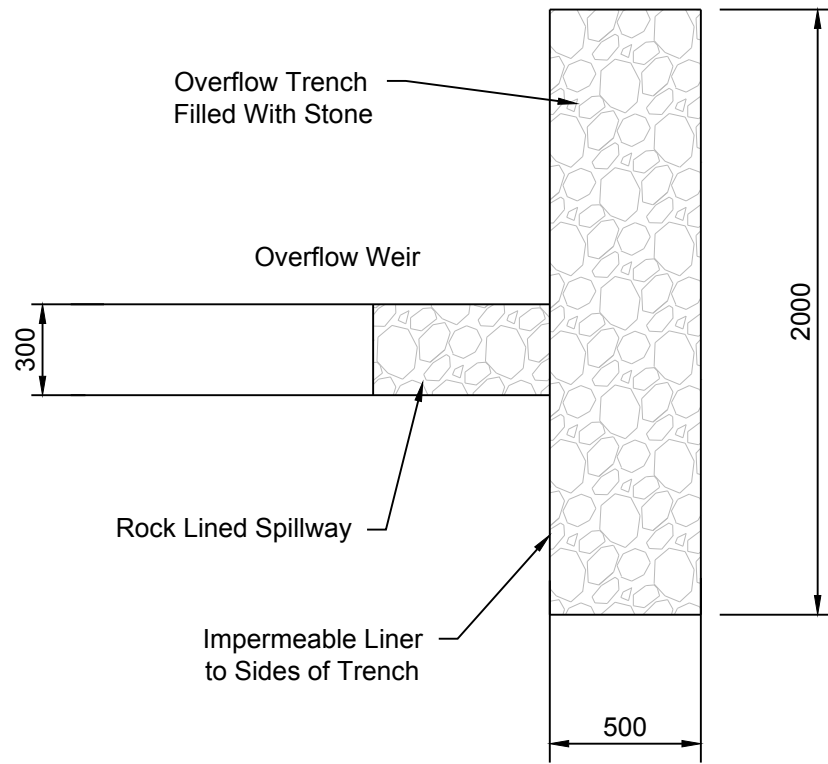 Overflow Trench
Filled With Stone
Overflow Weir
300
2000
Rock Lined Spillway
Impermeable Liner
to Sides of Trench
500